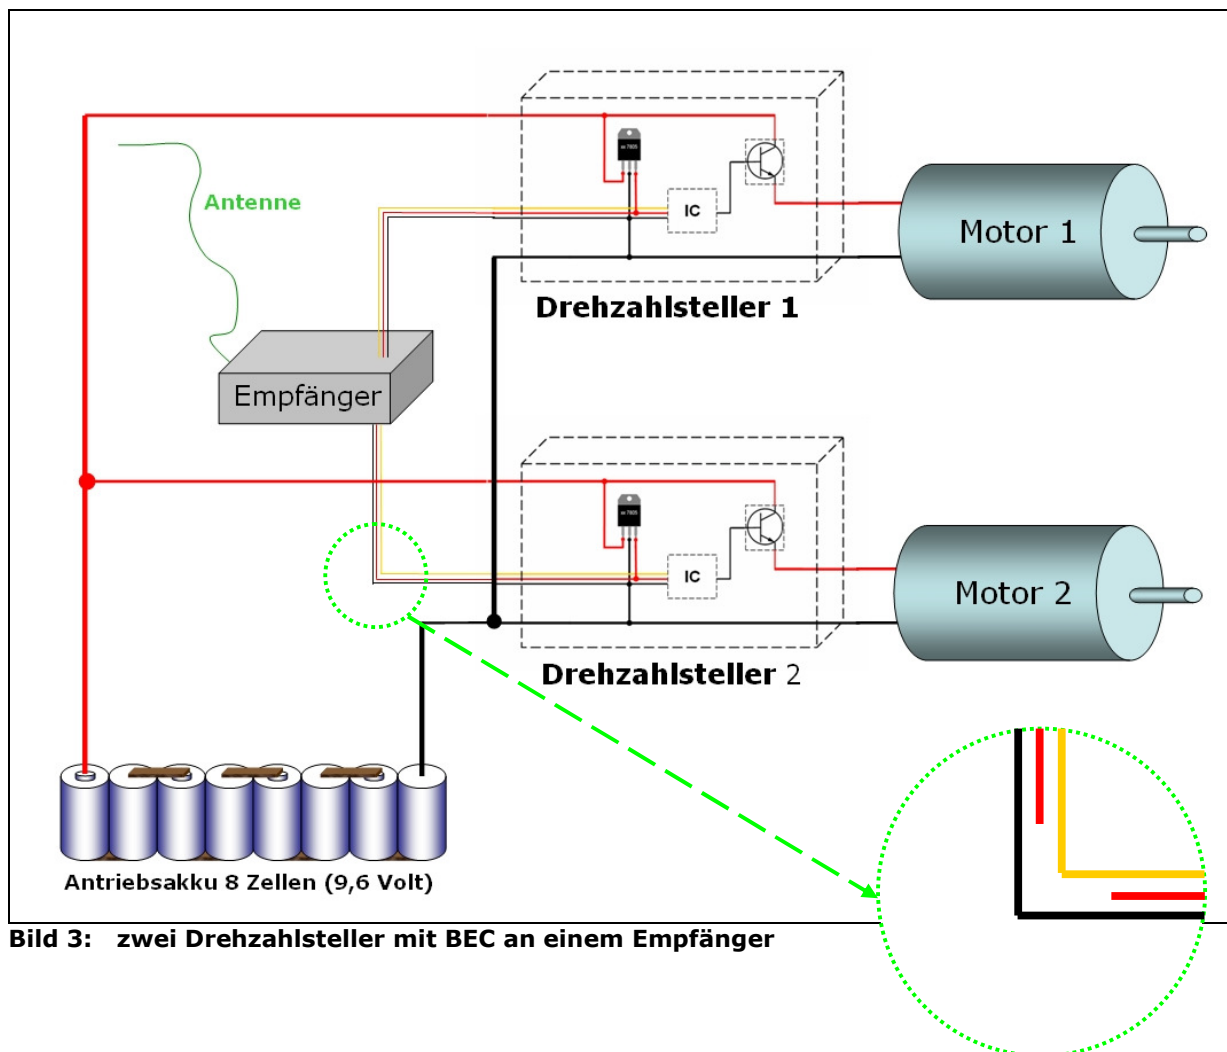 Antenne
IC
Motor 1
Drehzahlsteller 1
Empfänger
IC
Motor 2
Drehzahlsteller 2
Antriebsakku 8 Zellen (9,6 Volt)
Bild 3: zwei Drehzahlsteller mit BEC an einem Empfänger